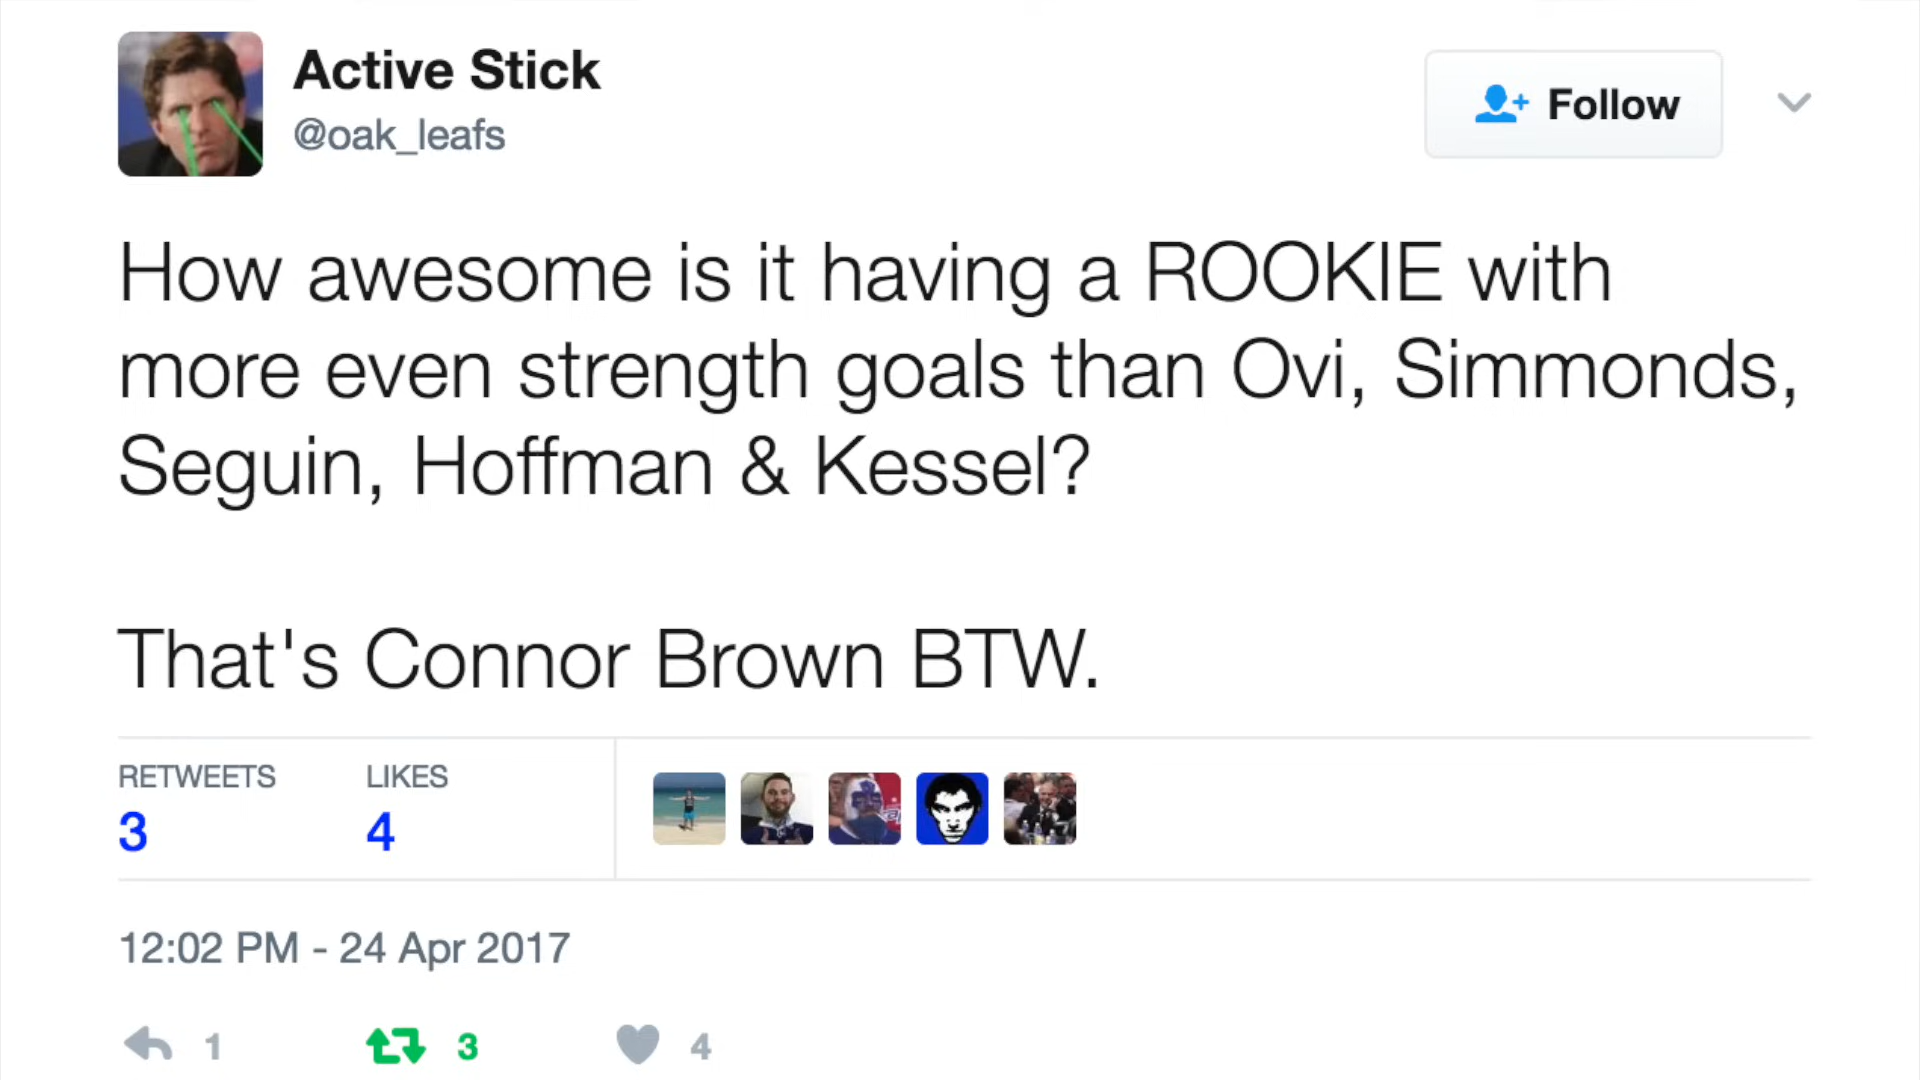 Active Stick
@oak_leafs
Follow
How awesome is it having a ROOKIE with
more even strength goals than Ovi, Simmonds,
Seguin, Hoffman & Kessel?
That's Connor Brown BTW.
RETWEETS LIKES
3 4
12:02 PM - 24 Apr 2017
1 3 4